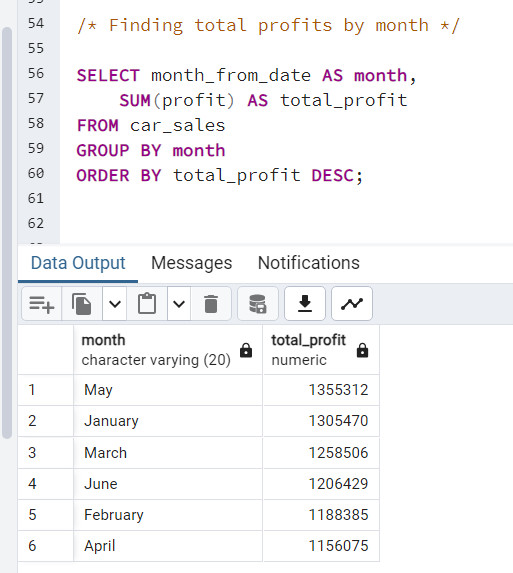 54 /* Finding total profits by month */
55
56 SELECT month_from_date AS month,
57 SUM(profit) AS total_profit
58 FROM car_sales
59 GROUP BY month
60 ORDER BY total_profit DESC;
61
62
Data Output Messages Notifications
month total_profit
character varying (20) numeric
1 May 1355312
2 January 1305470
3 March 1258506
4 June 1206429
5 February 1188385
6 April 1156075